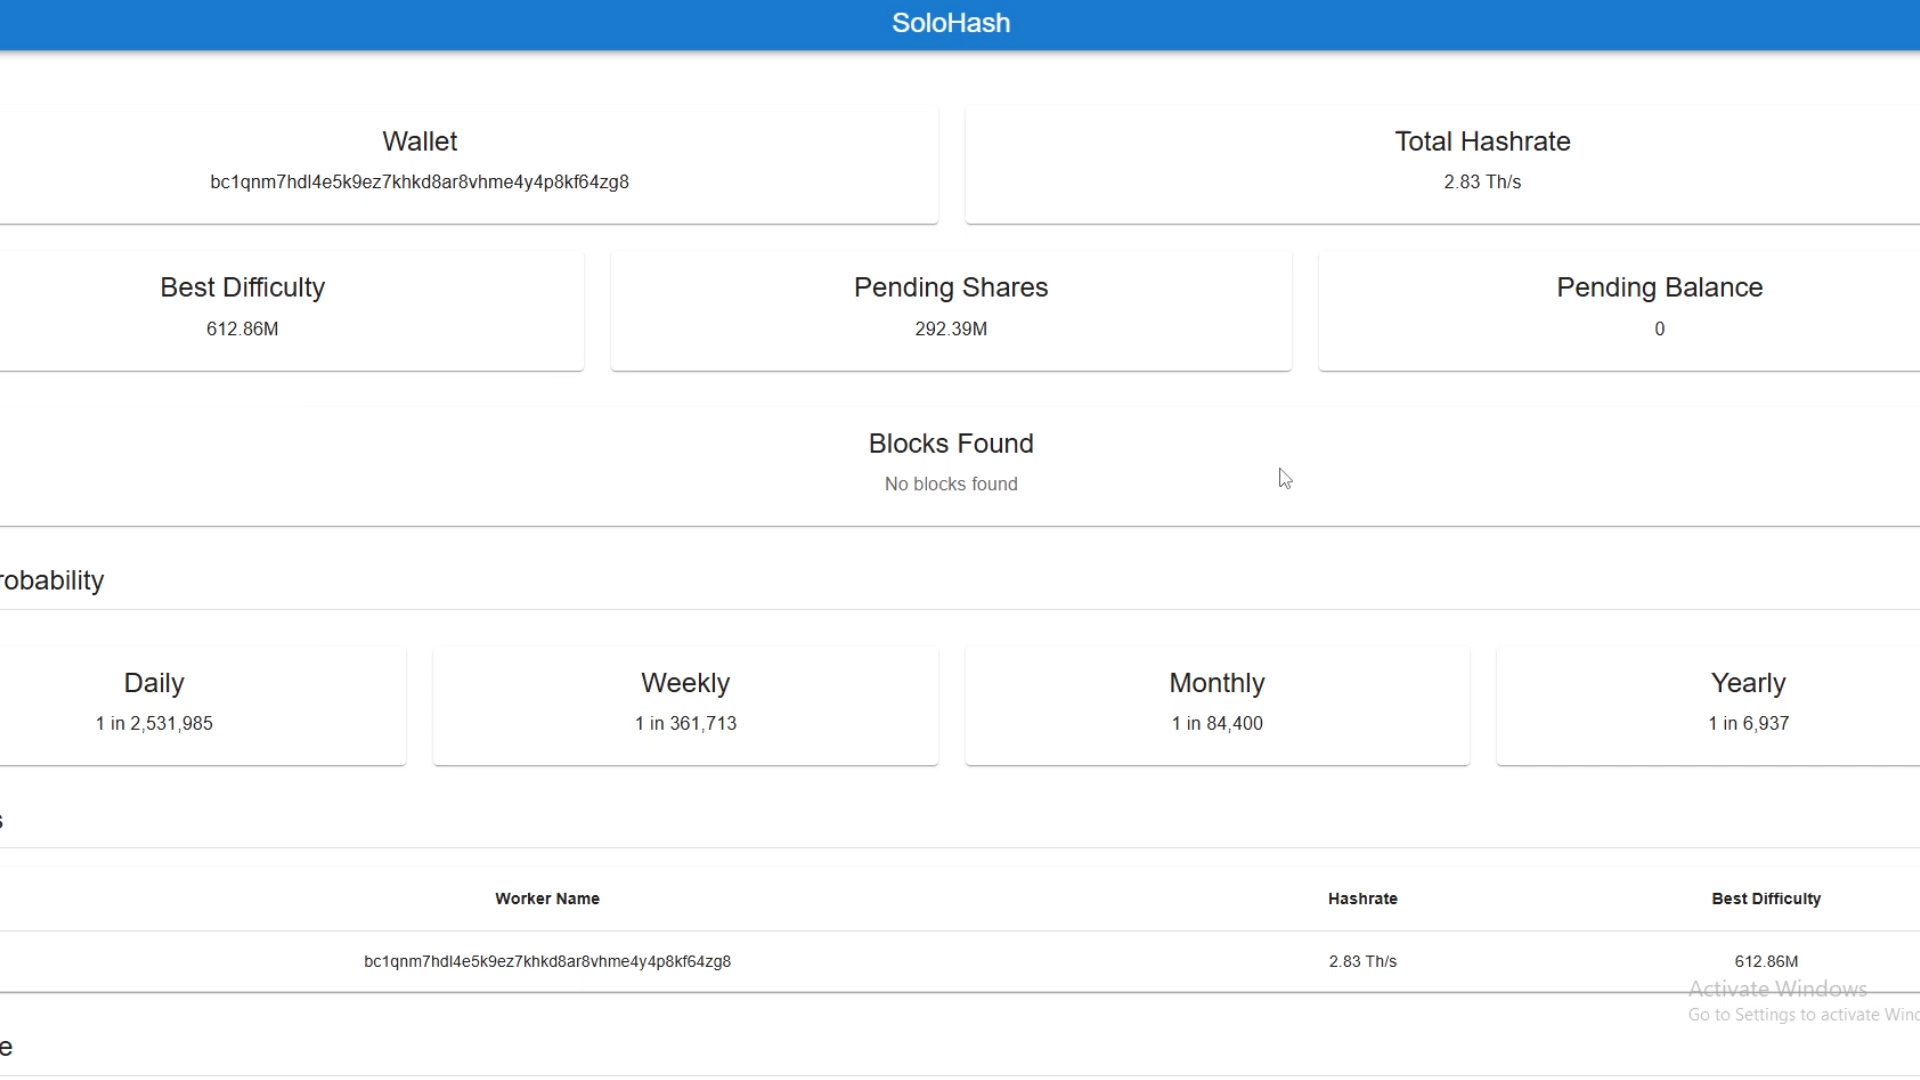 SoloHash
Wallet
bc1qnm7hdl4e5k9ez7khkd8ar8vhme4y4p8kf64zg8
Total Hashrate
2.83 Th/s
Best Difficulty
612.86M
Pending Shares
292.39M
Pending Balance
0
Blocks Found
No blocks found
robability
Daily
1 in 2,531,985
Weekly
1 in 361,713
Monthly
1 in 84,400
Yearly
1 in 6,937
s
Worker Name Hashrate Best Difficulty
bc1qnm7hdl4e5k9ez7khkd8ar8vhme4y4p8kf64zg8 2.83 Th/s 612.86M
Activate Windows
Go to Settings to activate Winc
e